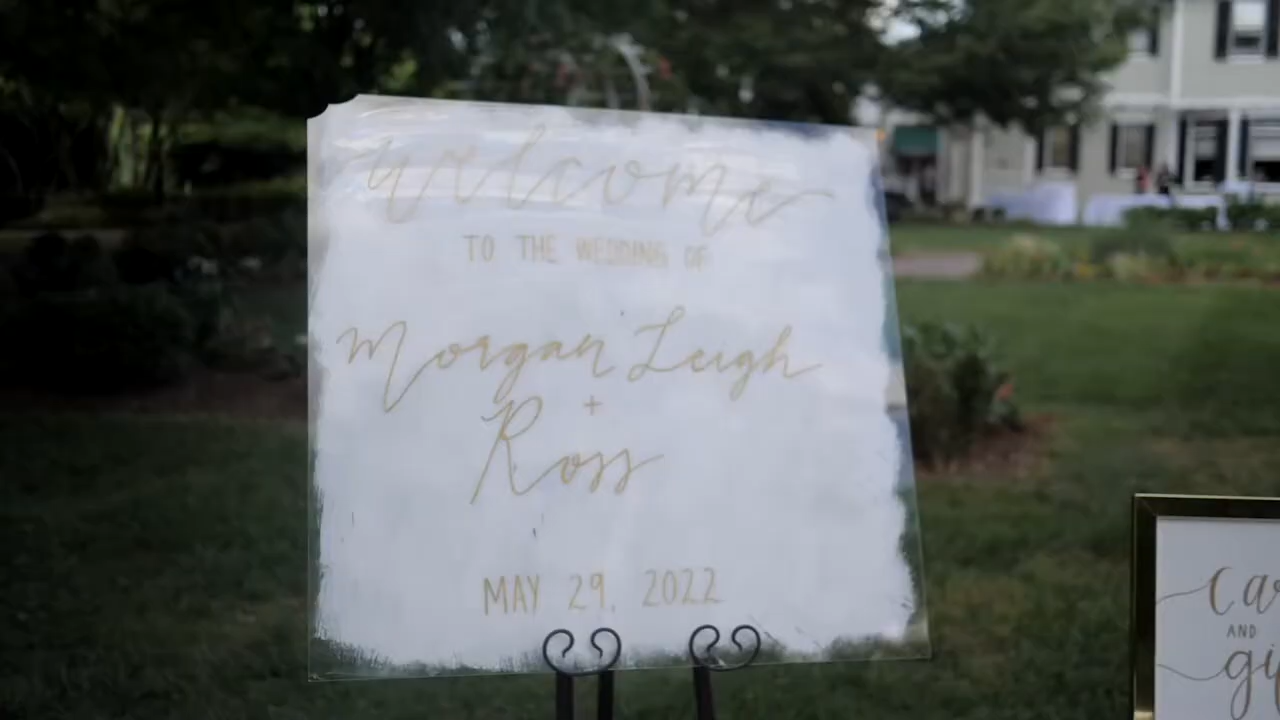 welcome
TO THE WEDDING OF
Morgan Leigh
+
Ross
MAY 29, 2022
AND